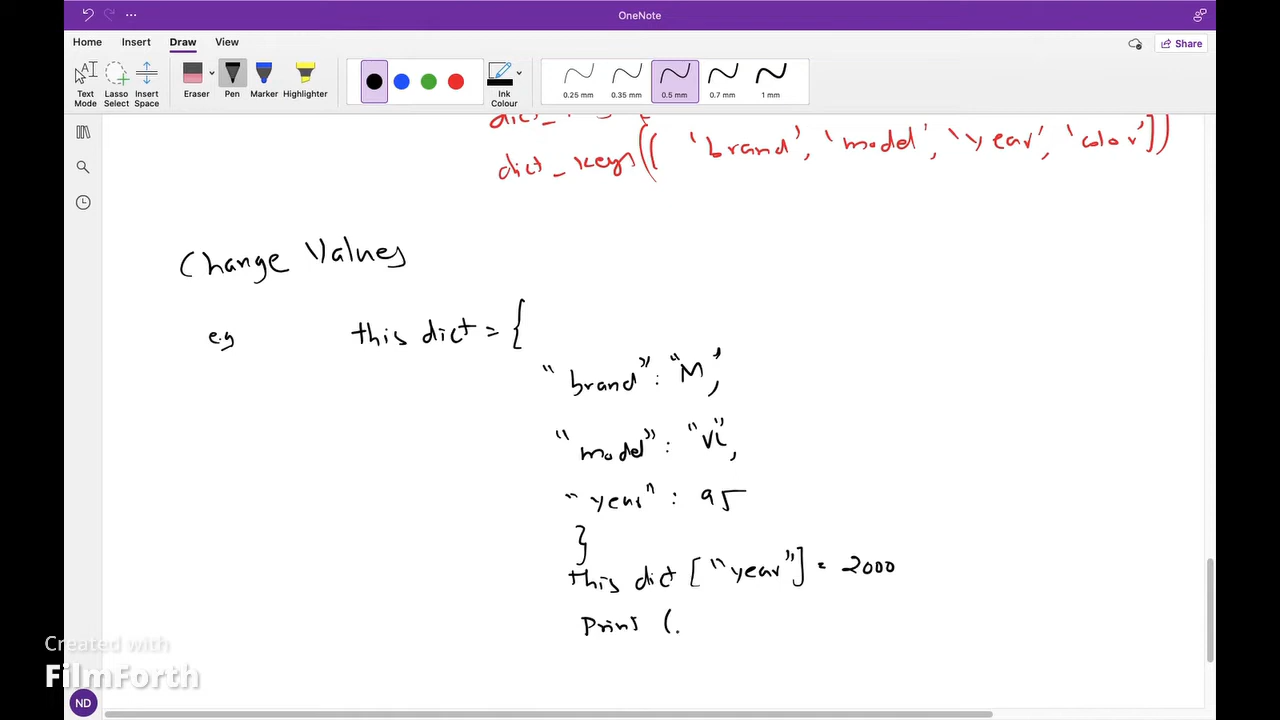 OneNote
Home Insert Draw View
Share
Text Mode
Lasso Select
Insert Space
Eraser
Pen
Marker
Highlighter
Ink Colour
0.25 mm 0.35 mm 0.5 mm 0.7 mm 1 mm
dict_keys(( 'brand', 'model', 'year', 'color'])
Change Values
e.g this dict = {
"brand": "M",
"model": "Vi",
"year": 95
}
this dict ["year"] = 2000
Print (.
Created with
FilmForth
ND